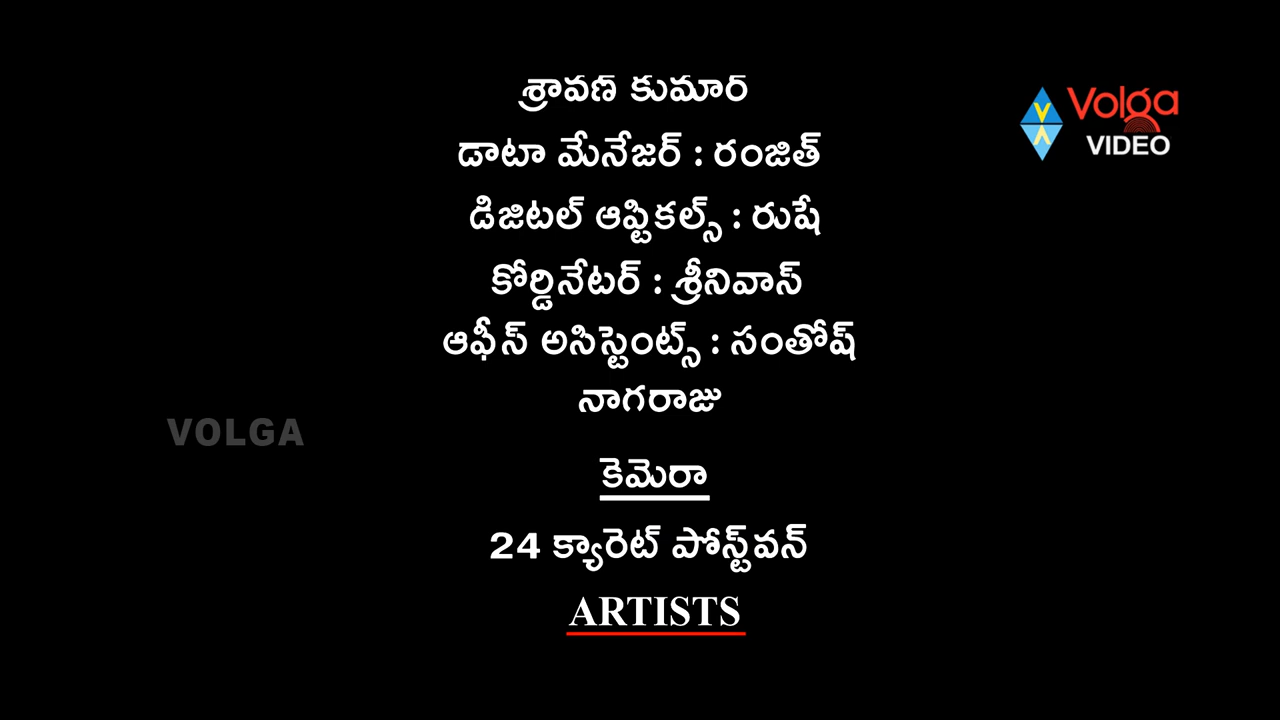 శ్రావణ్ కుమార్
డాటా మేనేజర్ : రంజిత్
Volga
VIDEO
డిజిటల్ ఆప్టికల్స్ : రుషే
కోర్డినేటర్ : శ్రీనివాస్
ఆఫీస్ అసిస్టెంట్స్ : సంతోష్
నాగరాజు
VOLGA
కెమెరా
24 క్యారెట్ పోస్ట్‌వన్
ARTISTS